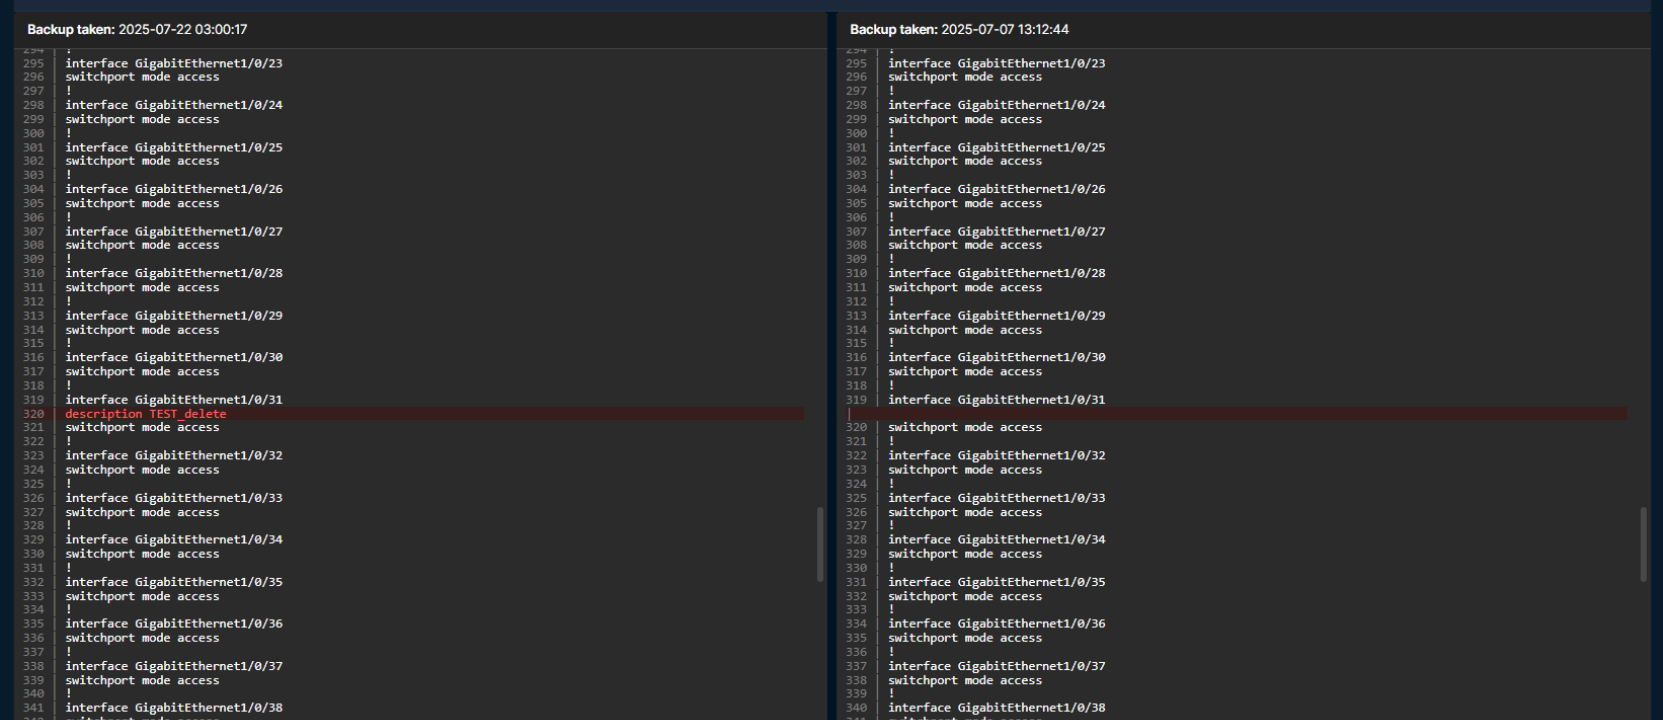 Backup taken: 2025-07-22 03:00:17
294 !
295 interface GigabitEthernet1/0/23
296 switchport mode access
297 !
298 interface GigabitEthernet1/0/24
299 switchport mode access
300 !
301 interface GigabitEthernet1/0/25
302 switchport mode access
303 !
304 interface GigabitEthernet1/0/26
305 switchport mode access
306 !
307 interface GigabitEthernet1/0/27
308 switchport mode access
309 !
310 interface GigabitEthernet1/0/28
311 switchport mode access
312 !
313 interface GigabitEthernet1/0/29
314 switchport mode access
315 !
316 interface GigabitEthernet1/0/30
317 switchport mode access
318 !
319 interface GigabitEthernet1/0/31
320 description TEST_delete
321 switchport mode access
322 !
323 interface GigabitEthernet1/0/32
324 switchport mode access
325 !
326 interface GigabitEthernet1/0/33
327 switchport mode access
328 !
329 interface GigabitEthernet1/0/34
330 switchport mode access
331 !
332 interface GigabitEthernet1/0/35
333 switchport mode access
334 !
335 interface GigabitEthernet1/0/36
336 switchport mode access
337 !
338 interface GigabitEthernet1/0/37
339 switchport mode access
340 !
341 interface GigabitEthernet1/0/38
Backup taken: 2025-07-07 13:12:44
294 !
295 interface GigabitEthernet1/0/23
296 switchport mode access
297 !
298 interface GigabitEthernet1/0/24
299 switchport mode access
300 !
301 interface GigabitEthernet1/0/25
302 switchport mode access
303 !
304 interface GigabitEthernet1/0/26
305 switchport mode access
306 !
307 interface GigabitEthernet1/0/27
308 switchport mode access
309 !
310 interface GigabitEthernet1/0/28
311 switchport mode access
312 !
313 interface GigabitEthernet1/0/29
314 switchport mode access
315 !
316 interface GigabitEthernet1/0/30
317 switchport mode access
318 !
319 interface GigabitEthernet1/0/31
320 switchport mode access
321 !
322 interface GigabitEthernet1/0/32
323 switchport mode access
324 !
325 interface GigabitEthernet1/0/33
326 switchport mode access
327 !
328 interface GigabitEthernet1/0/34
329 switchport mode access
330 !
331 interface GigabitEthernet1/0/35
332 switchport mode access
333 !
334 interface GigabitEthernet1/0/36
335 switchport mode access
336 !
337 interface GigabitEthernet1/0/37
338 switchport mode access
339 !
340 interface GigabitEthernet1/0/38